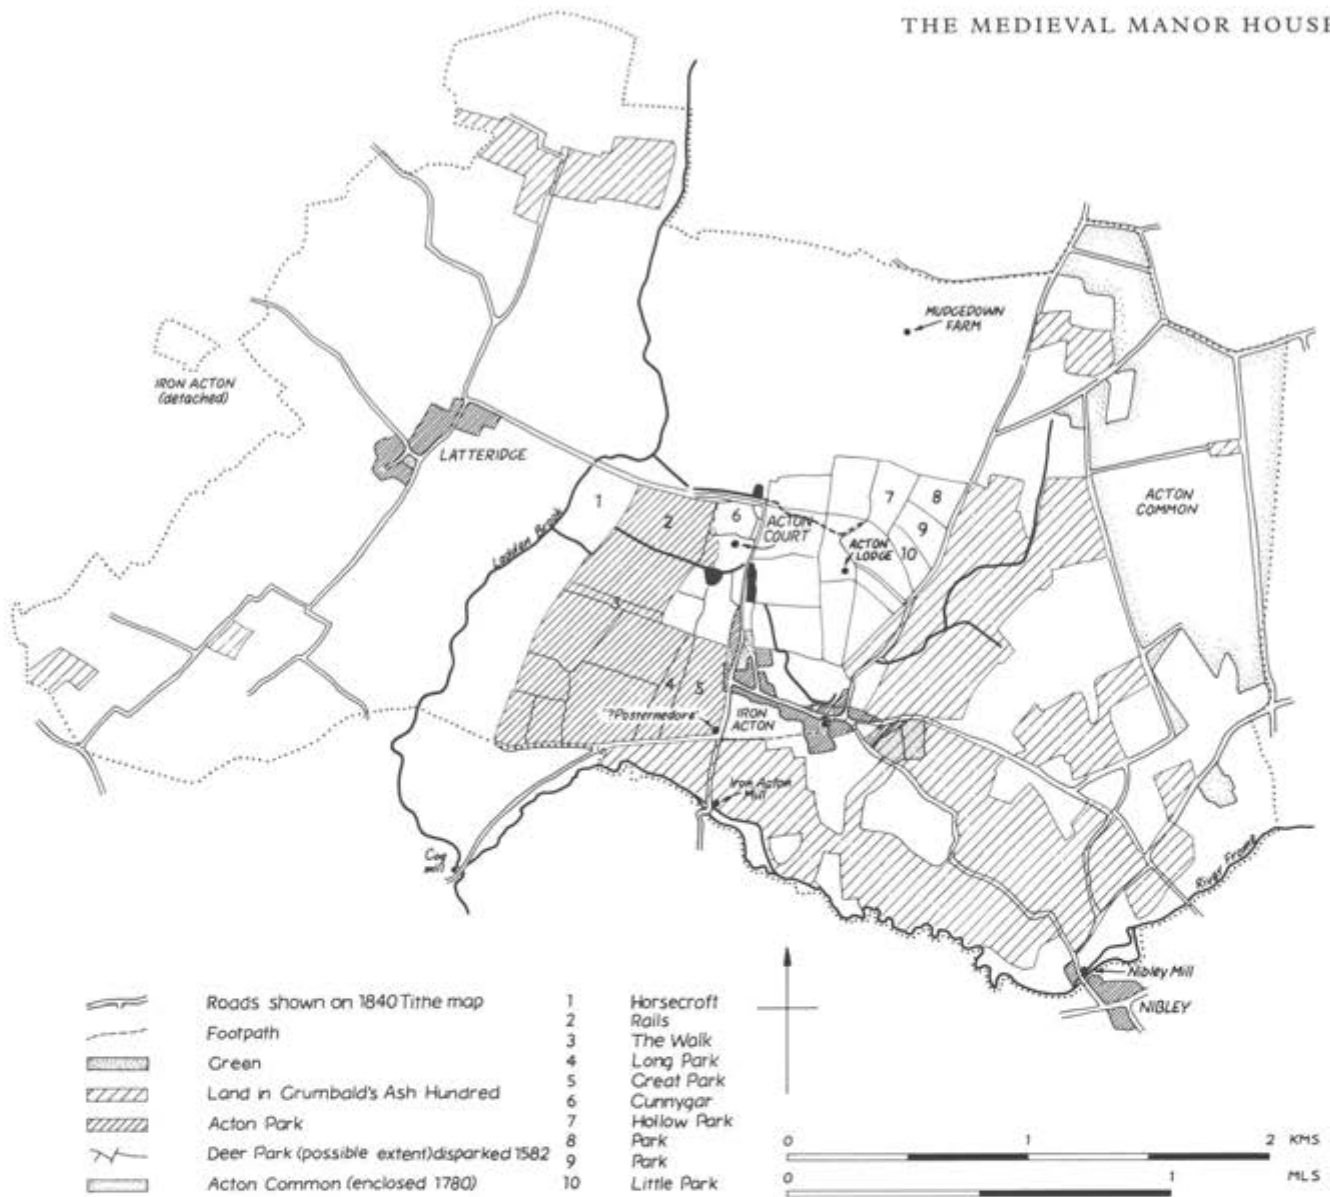 THE MEDIEVAL MANOR HOUSE
MUDGEDOWN
FARM
IRON ACTON
(detached)
LATTERIDGE
ACTON
COMMON
1
2
6
7
8
9
10
ACTON
COURT
ACTON
LODGE
Laddan Brook
3
4
5
"?Posternedore"
IRON
ACTON
Iron Acton
Mill
Cog
mill
River Frome
Nibley Mill
NIBLEY
Roads shown on 1840 Tithe map
Footpath
Green
Land in Grumbald's Ash Hundred
Acton Park
Deer Park (possible extent) disparked 1582
Acton Common (enclosed 1780)
1 Horsecroft
2 Rails
3 The Walk
4 Long Park
5 Great Park
6 Cunnygar
7 Hollow Park
8 Park
9 Park
10 Little Park
0 1 2 KMS
0 1 MLS